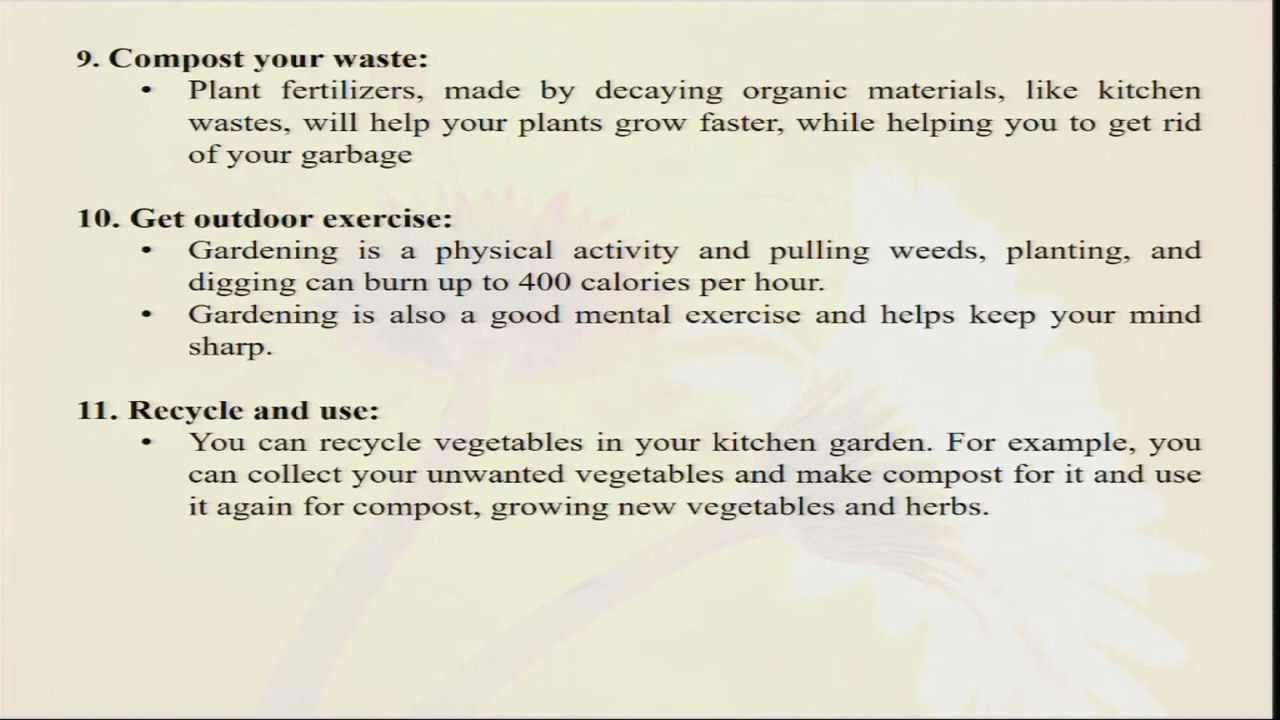 9. Compost your waste:
• Plant fertilizers, made by decaying organic materials, like kitchen
wastes, will help your plants grow faster, while helping you to get rid
of your garbage
10. Get outdoor exercise:
• Gardening is a physical activity and pulling weeds, planting, and
digging can burn up to 400 calories per hour.
• Gardening is also a good mental exercise and helps keep your mind
sharp.
11. Recycle and use:
• You can recycle vegetables in your kitchen garden. For example, you
can collect your unwanted vegetables and make compost for it and use
it again for compost, growing new vegetables and herbs.